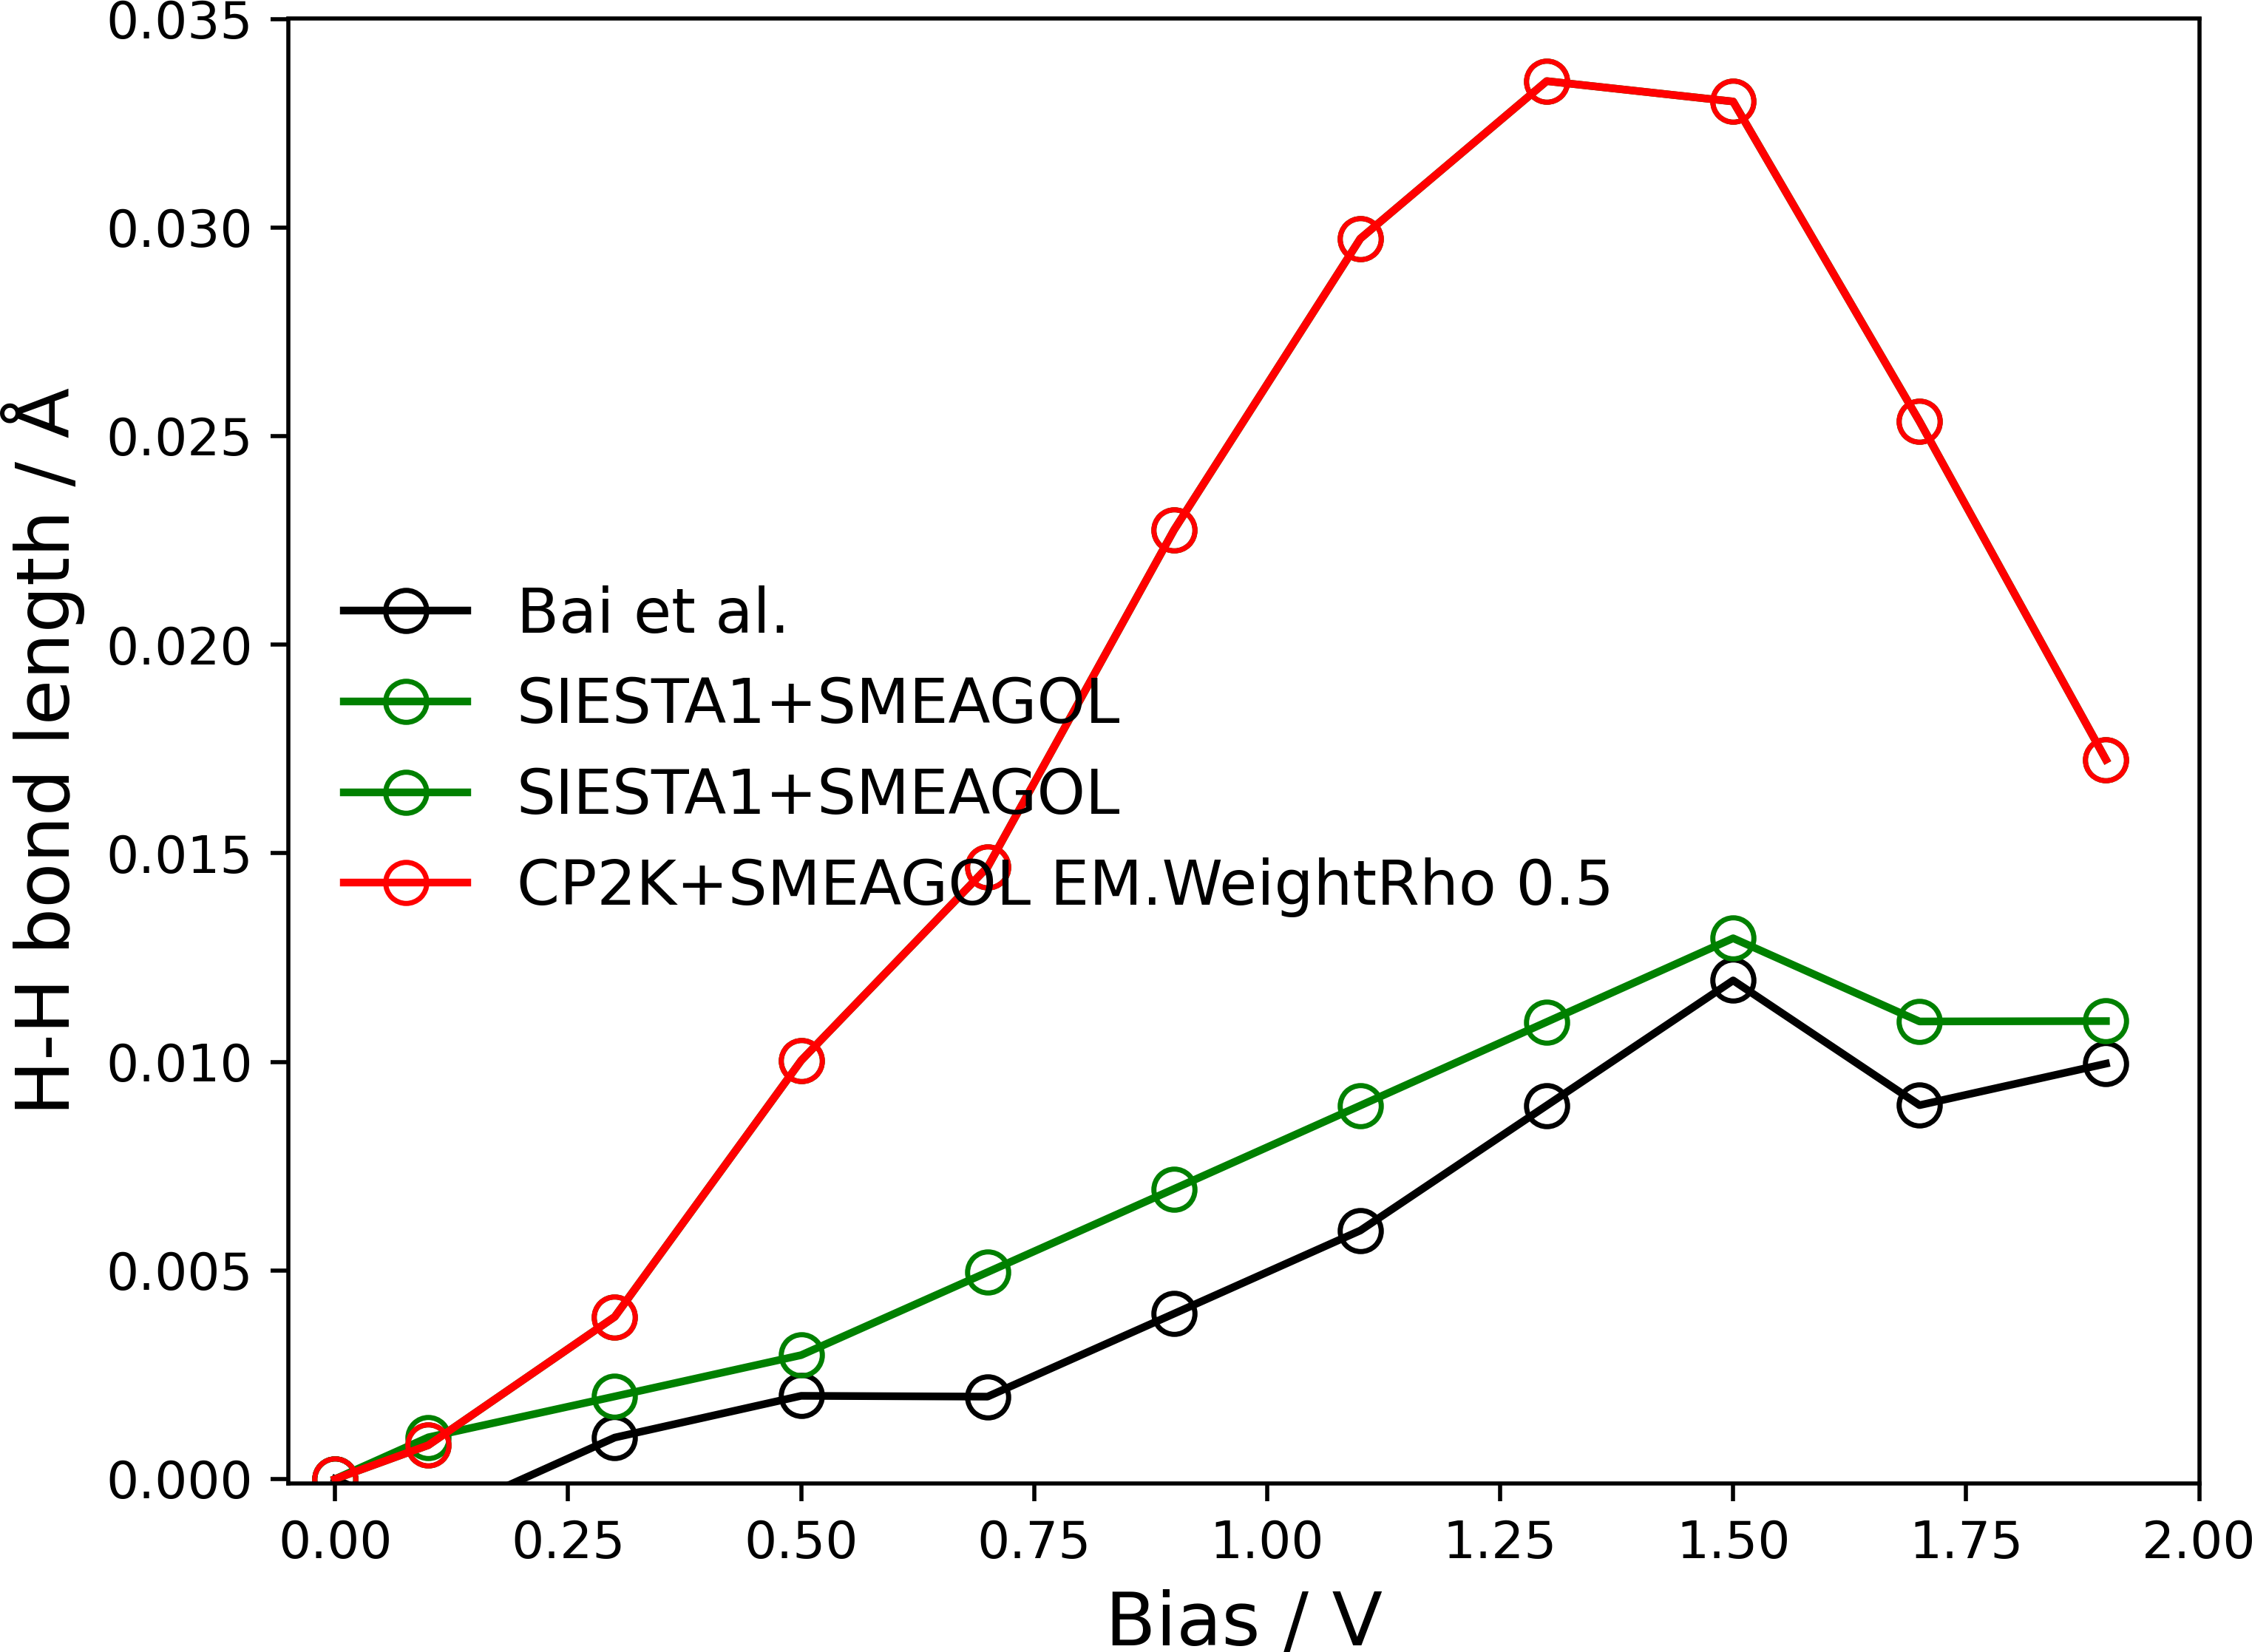 0.035
0.030
0.025
0.020
0.015
0.010
0.005
0.000
H-H bond length / Å
Bai et al.
SIESTA1+SMEAGOL
SIESTA1+SMEAGOL
CP2K+SMEAGOL EM.WeightRho 0.5
0.00 0.25 0.50 0.75 1.00 1.25 1.50 1.75 2.00
Bias / V